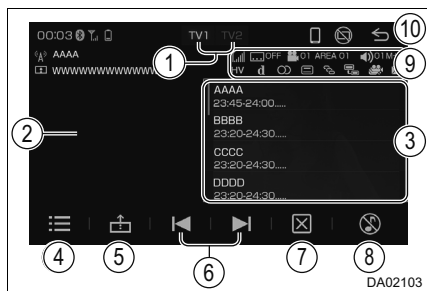 00:03
TV1 TV2
10
AAAA
OFF 01 AREA 01 01M
WWWWWWWWWWWW
HV d
1
9
AAAA
23:45-24:00.....
BBBB
23:20-24:30.....
2
3
CCCC
23:20-24:30.....
DDDD
23:20-24:30.....
4
5
6
7
8
DA02103